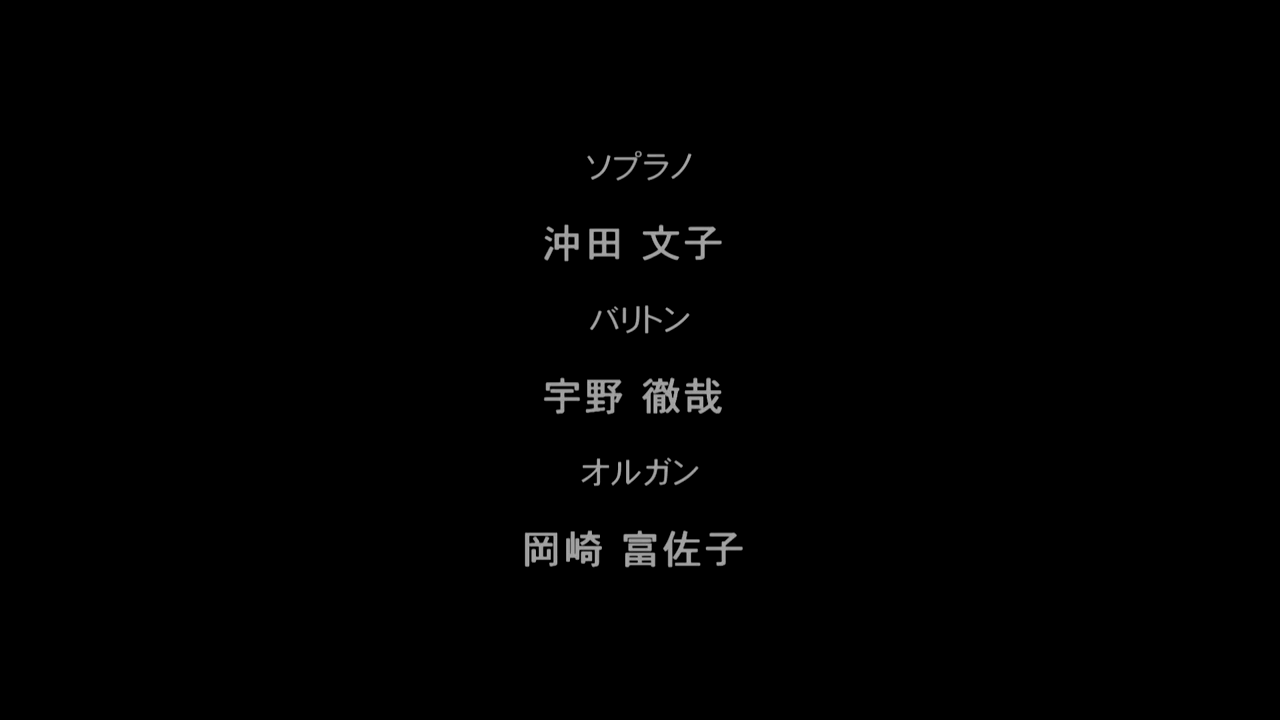 ソプラノ
沖田 文子
バリトン
宇野 徹哉
オルガン
岡崎 富佐子